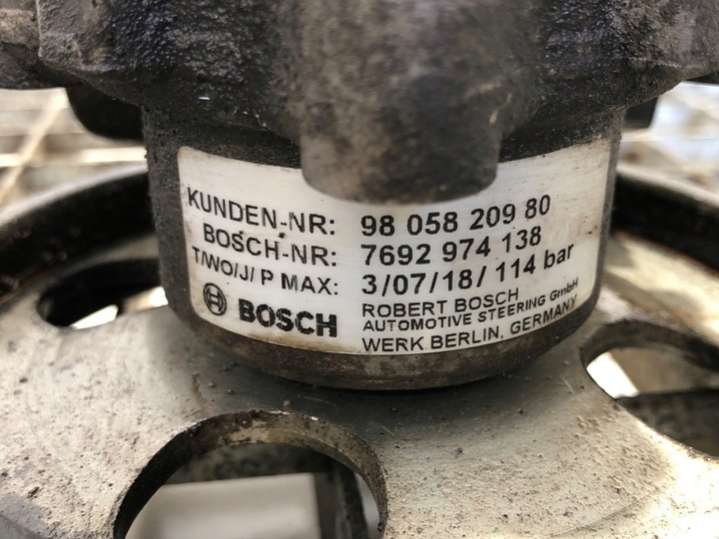 KUNDEN-NR: 98 058 209 80
BOSCH-NR: 7692 974 138
T/WO/J/ P MAX: 3/07/18/ 114 bar
BOSCH
ROBERT BOSCH
AUTOMOTIVE STEERING GmbH
WERK BERLIN, GERMANY